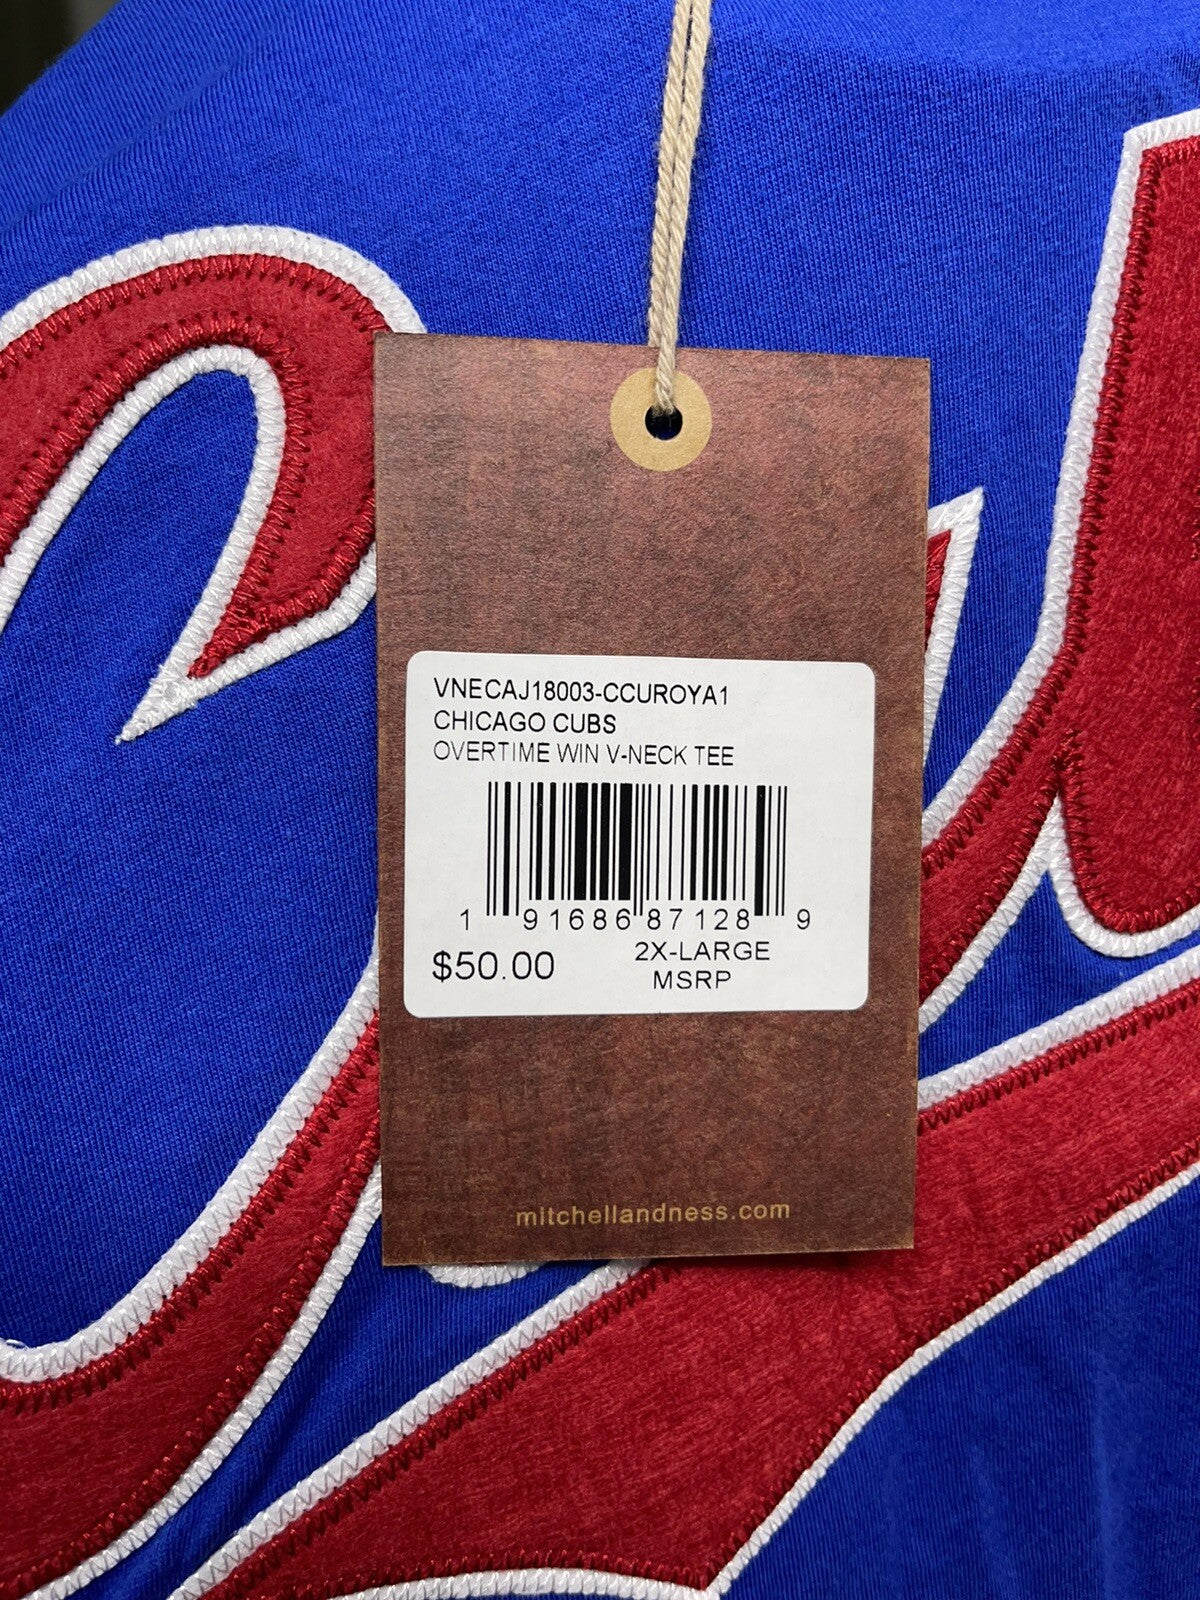 VNECAJ18003-CCUROYA1
CHICAGO CUBS
OVERTIME WIN V-NECK TEE
1 91686 87128 9
$50.00 2X-LARGE
MSRP
mitchellandness.com